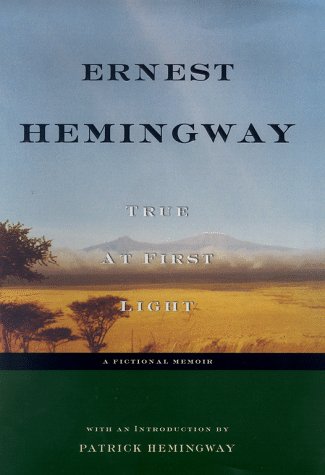 ERNEST
HEMINGWAY
TRUE
AT FIRST
LIGHT
A FICTIONAL MEMOIR
WITH AN INTRODUCTION BY
PATRICK HEMINGWAY